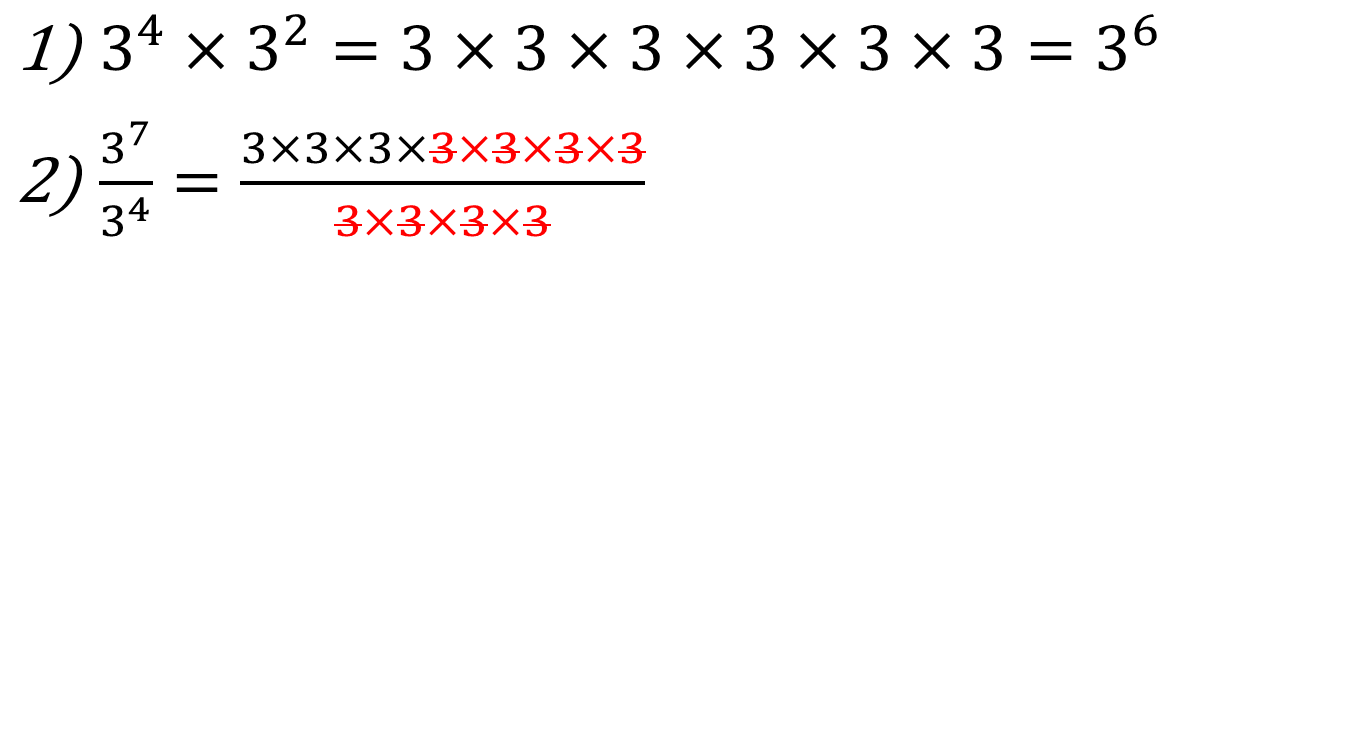 1) 3⁴ × 3² = 3 × 3 × 3 × 3 × 3 × 3 = 3⁶
2) 3⁷/3⁴ = 3×3×3×3×3×3×3/3×3×3×3